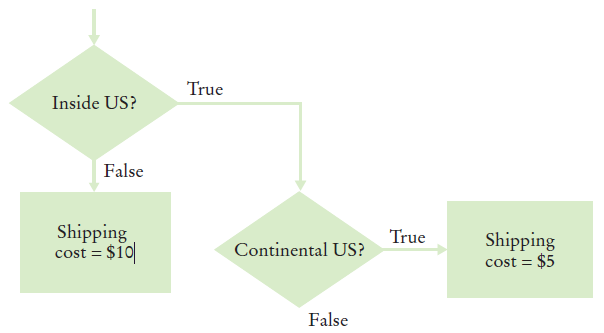 Inside US?
True
False
Shipping
cost = $10
Continental US?
True
Shipping
cost = $5
False